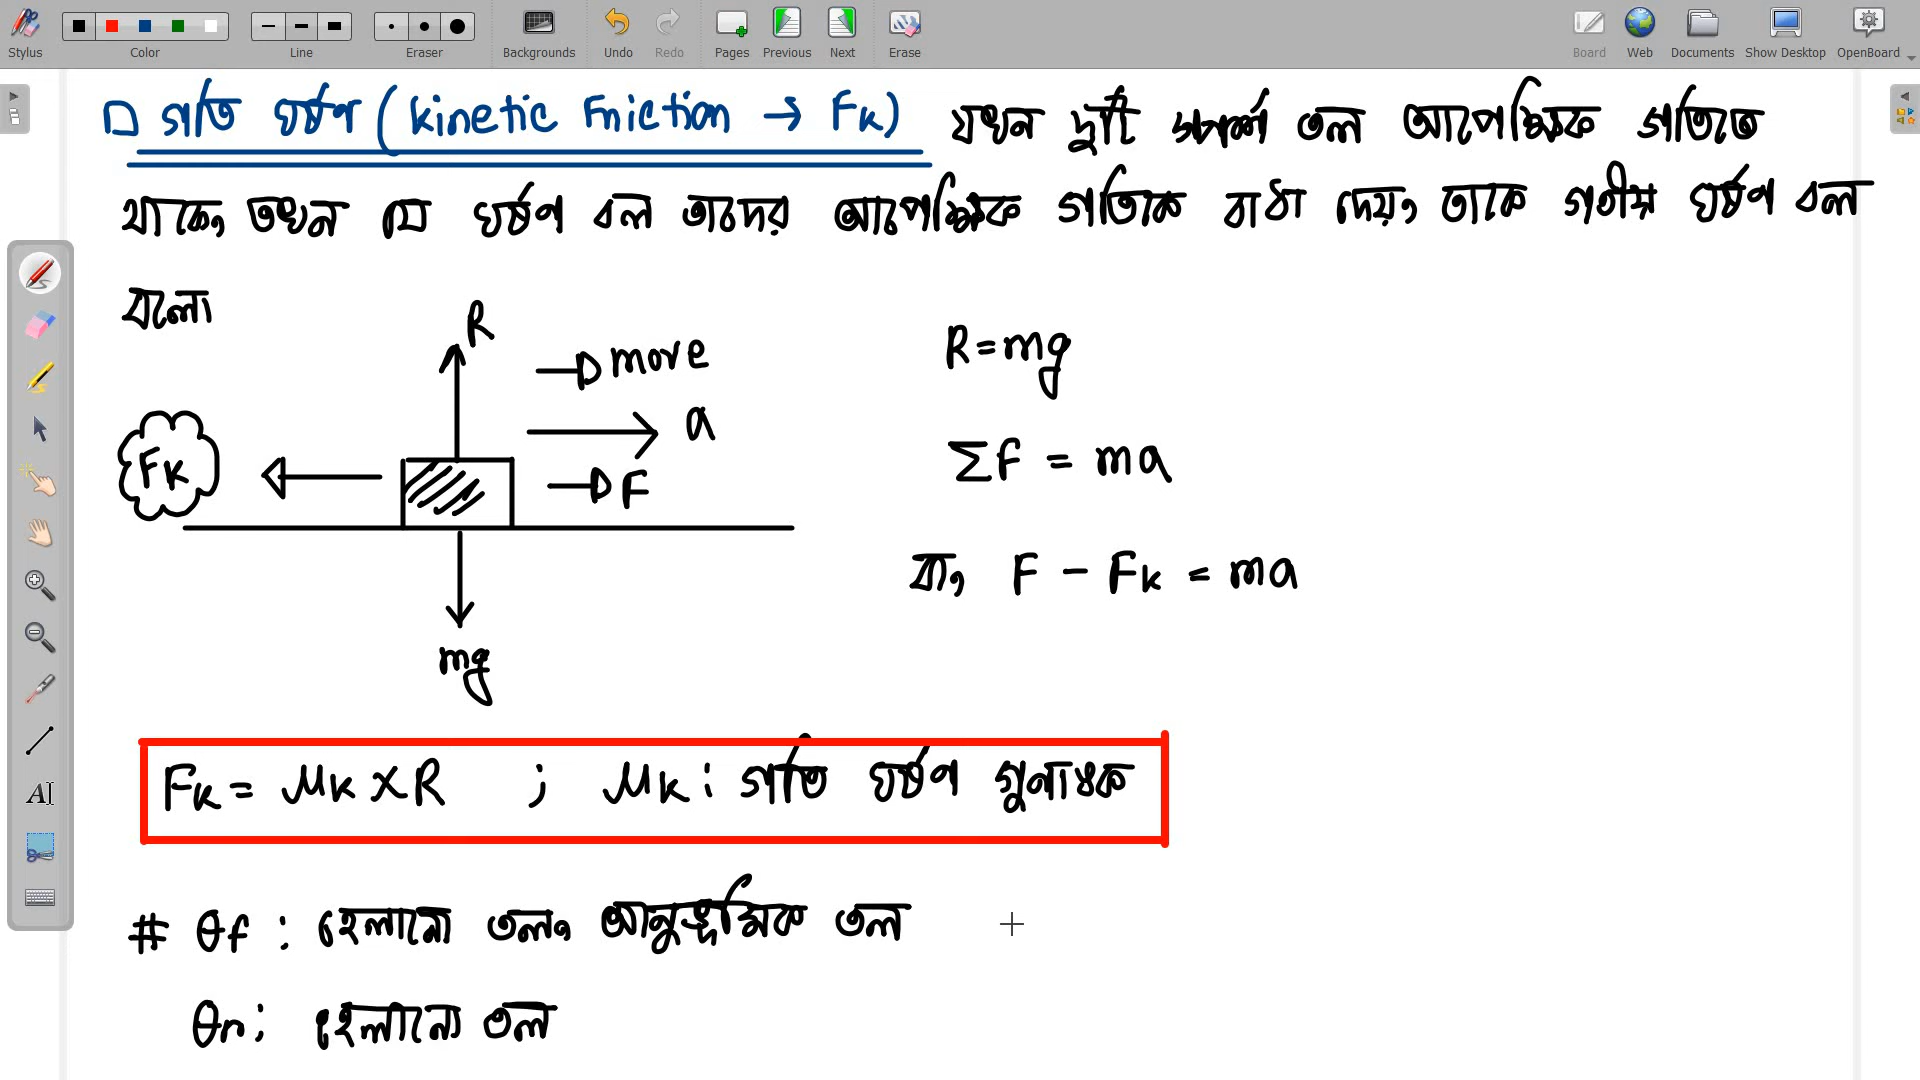 Stylus Color Line Eraser Backgrounds Undo Redo Pages Previous Next Erase Board Web Documents Show Desktop OpenBoard
□ গতি ঘর্ষণ (kinetic Friction → Fk) যখন দুটি স্পর্শ তল আপেক্ষিক গতিতে
থাকে, তখন যে ঘর্ষণ বল তাদের আপেক্ষিক গতিকে বাধা দেয়, তাকে গতীয় ঘর্ষণ বল
বলে।
R
move
a
Fk
F
mg
R=mg
ΣF = ma
বা, F - Fk = ma
Fk = μk × R ; μk : গতি ঘর্ষণ গুনাংক
# θf : হেলানো তল, আনুভূমিক তল
θr : হেলানো তল